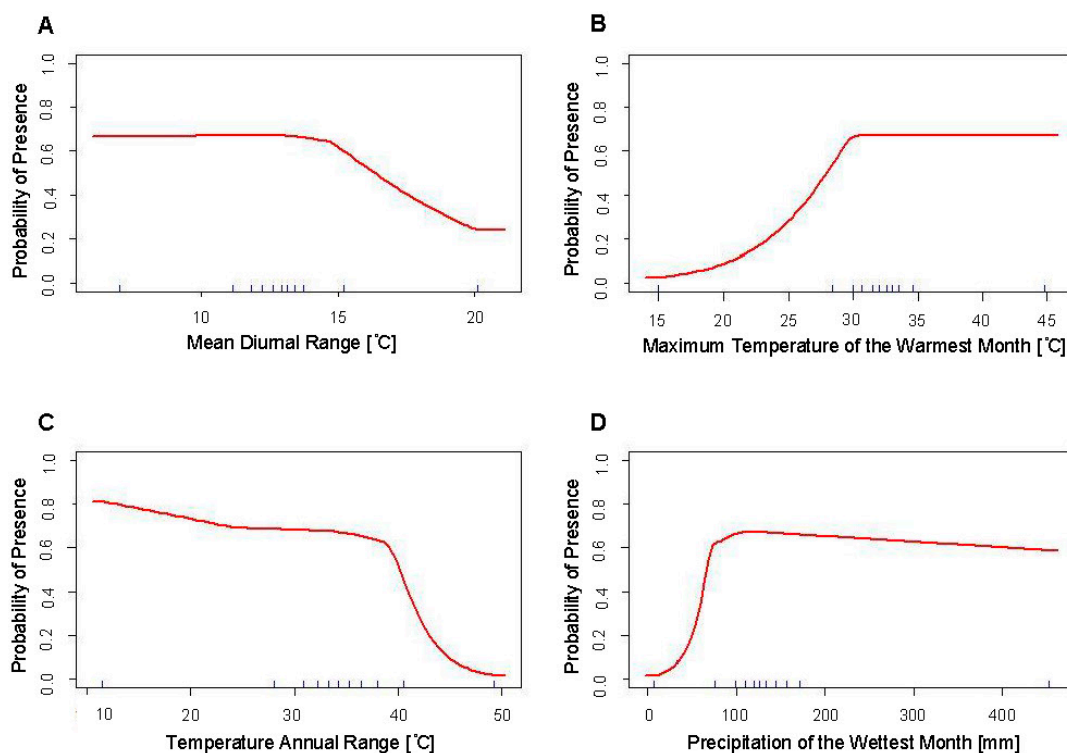 A
Probability of Presence
0.0 0.2 0.4 0.6 0.8 1.0
10 15 20
Mean Diurnal Range [°C]
B
Probability of Presence
0.0 0.2 0.4 0.6 0.8 1.0
15 20 25 30 35 40 45
Maximum Temperature of the Warmest Month [°C]
C
Probability of Presence
0.0 0.2 0.4 0.6 0.8 1.0
10 20 30 40 50
Temperature Annual Range [°C]
D
Probability of Presence
0.0 0.2 0.4 0.6 0.8 1.0
0 100 200 300 400
Precipitation of the Wettest Month [mm]